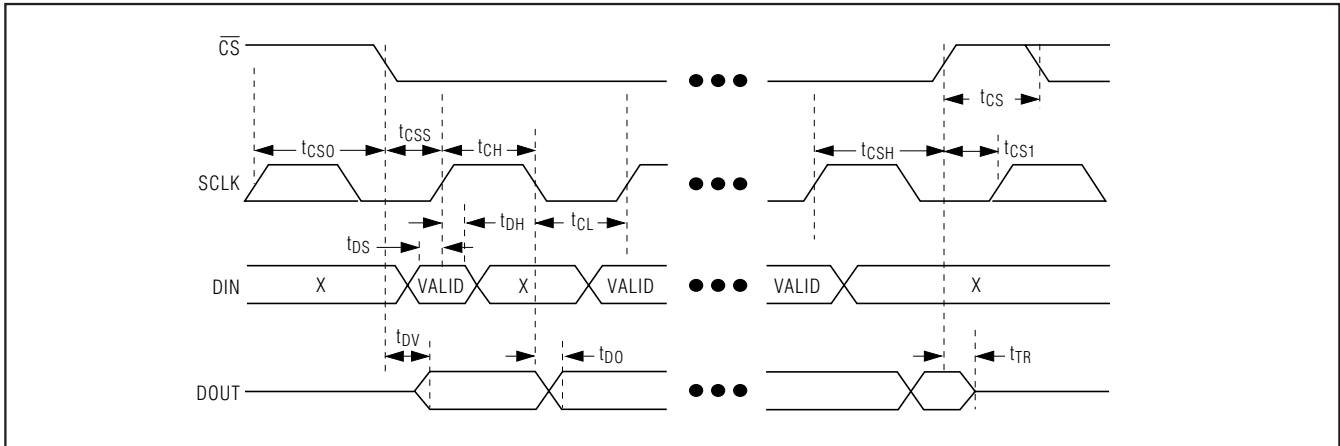 CS
tCS
tCSO tCSS tCH tCSH tCS1
SCLK
tDH tCL
tDS
DIN X VALID X VALID VALID X
tDV tDO tTR
DOUT